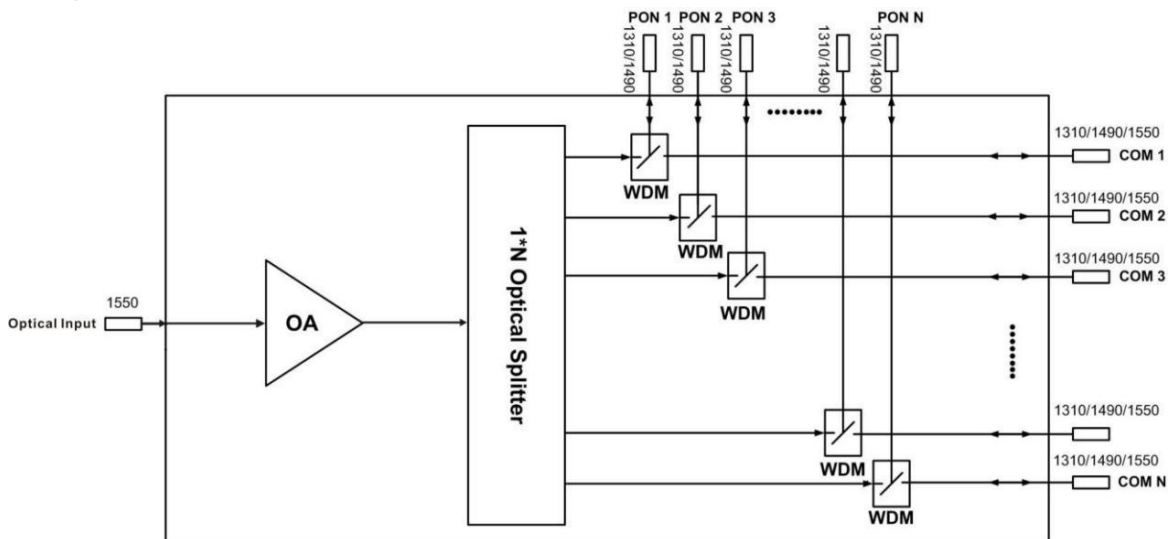 PON 1 PON 2 PON 3 PON N
1310/1490 1310/1490 1310/1490 1310/1490 1310/1490
1310/1490/1550
COM 1
WDM
1310/1490/1550
COM 2
WDM
1310/1490/1550
COM 3
WDM
1*N Optical Splitter
1550
Optical Input
OA
1310/1490/1550
WDM
1310/1490/1550
COM N
WDM